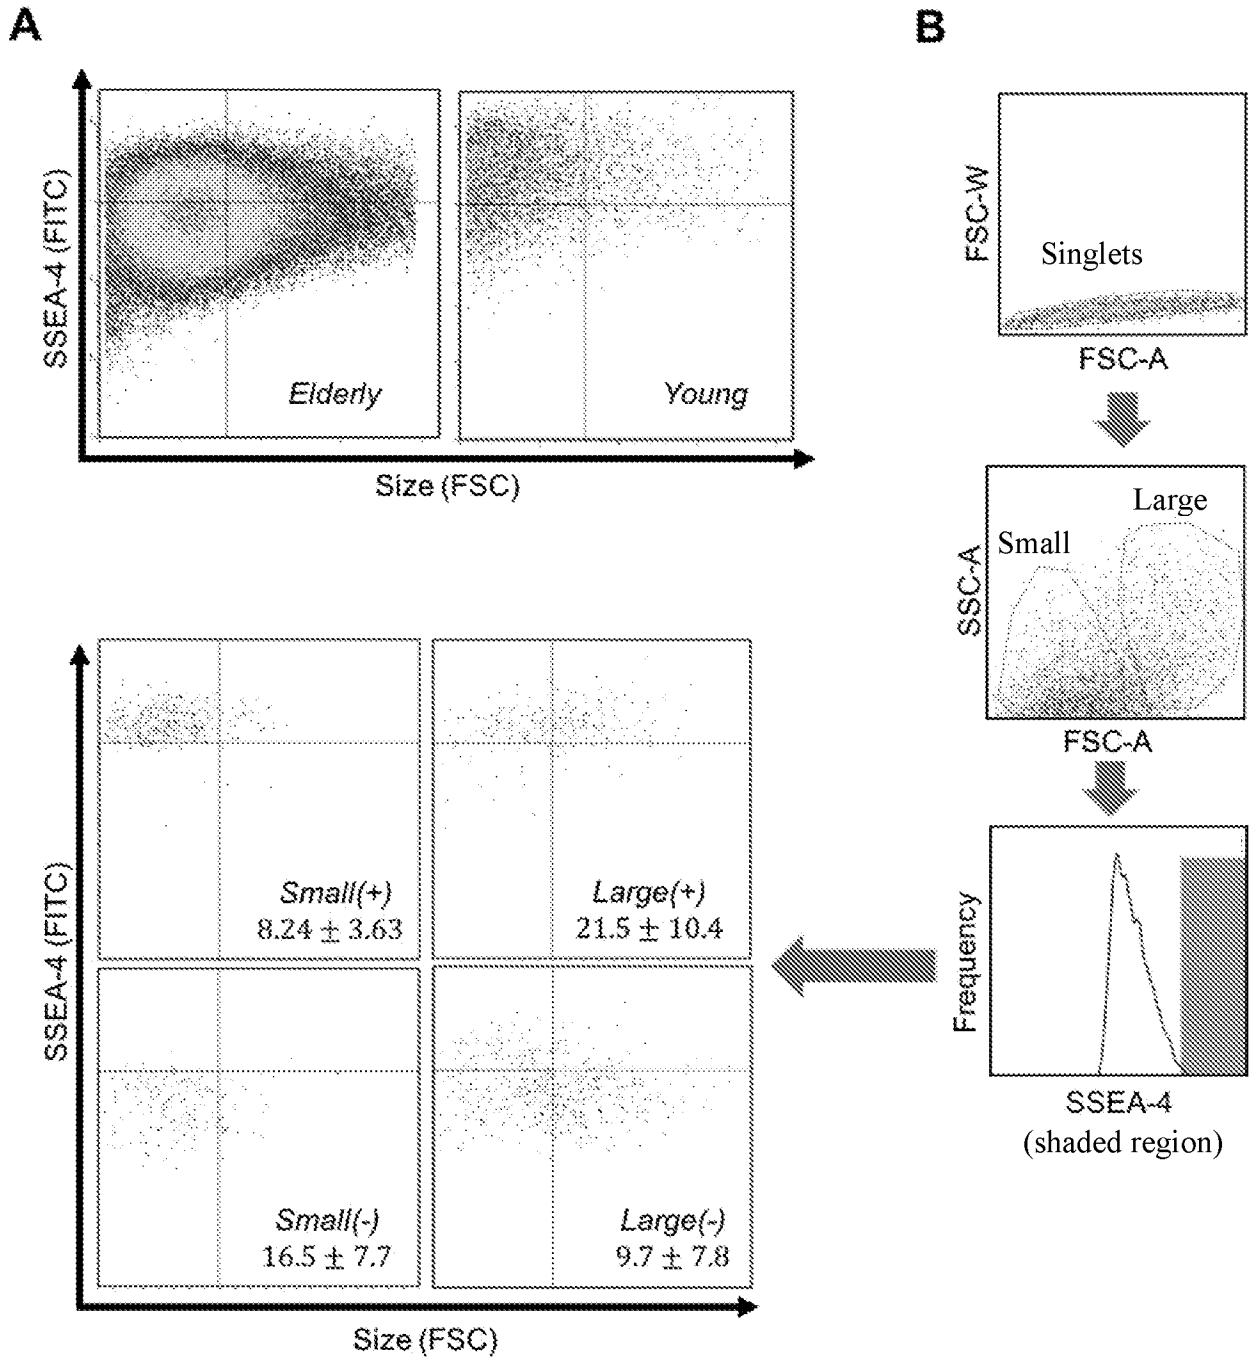 A
SSEA-4 (FITC)
Elderly
Young
Size (FSC)
SSEA-4 (FITC)
Small(+)
8.24 ± 3.63
Large(+)
21.5 ± 10.4
Small(-)
16.5 ± 7.7
Large(-)
9.7 ± 7.8
Size (FSC)
B
FSC-W
Singlets
FSC-A
SSC-A
Small
Large
FSC-A
Frequency
SSEA-4
(shaded region)